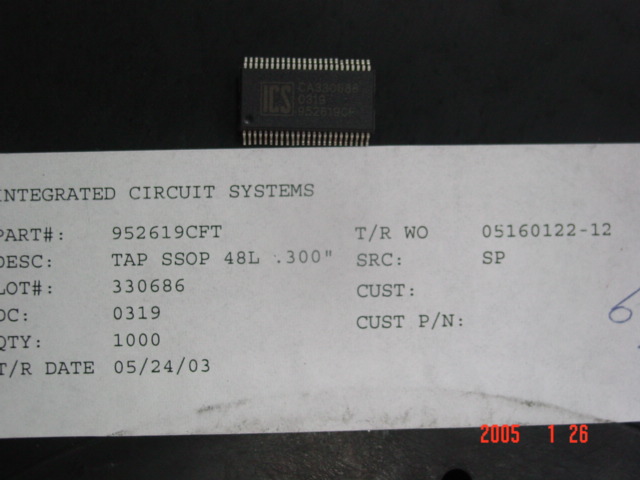 ICS
CA330686
0319
952619CF
INTEGRATED CIRCUIT SYSTEMS
PART#: 952619CFT T/R WO 05160122-12
DESC: TAP SSOP 48L .300" SRC: SP
LOT#: 330686 CUST:
DC: 0319 CUST P/N:
QTY: 1000
T/R DATE 05/24/03
2005 1 26